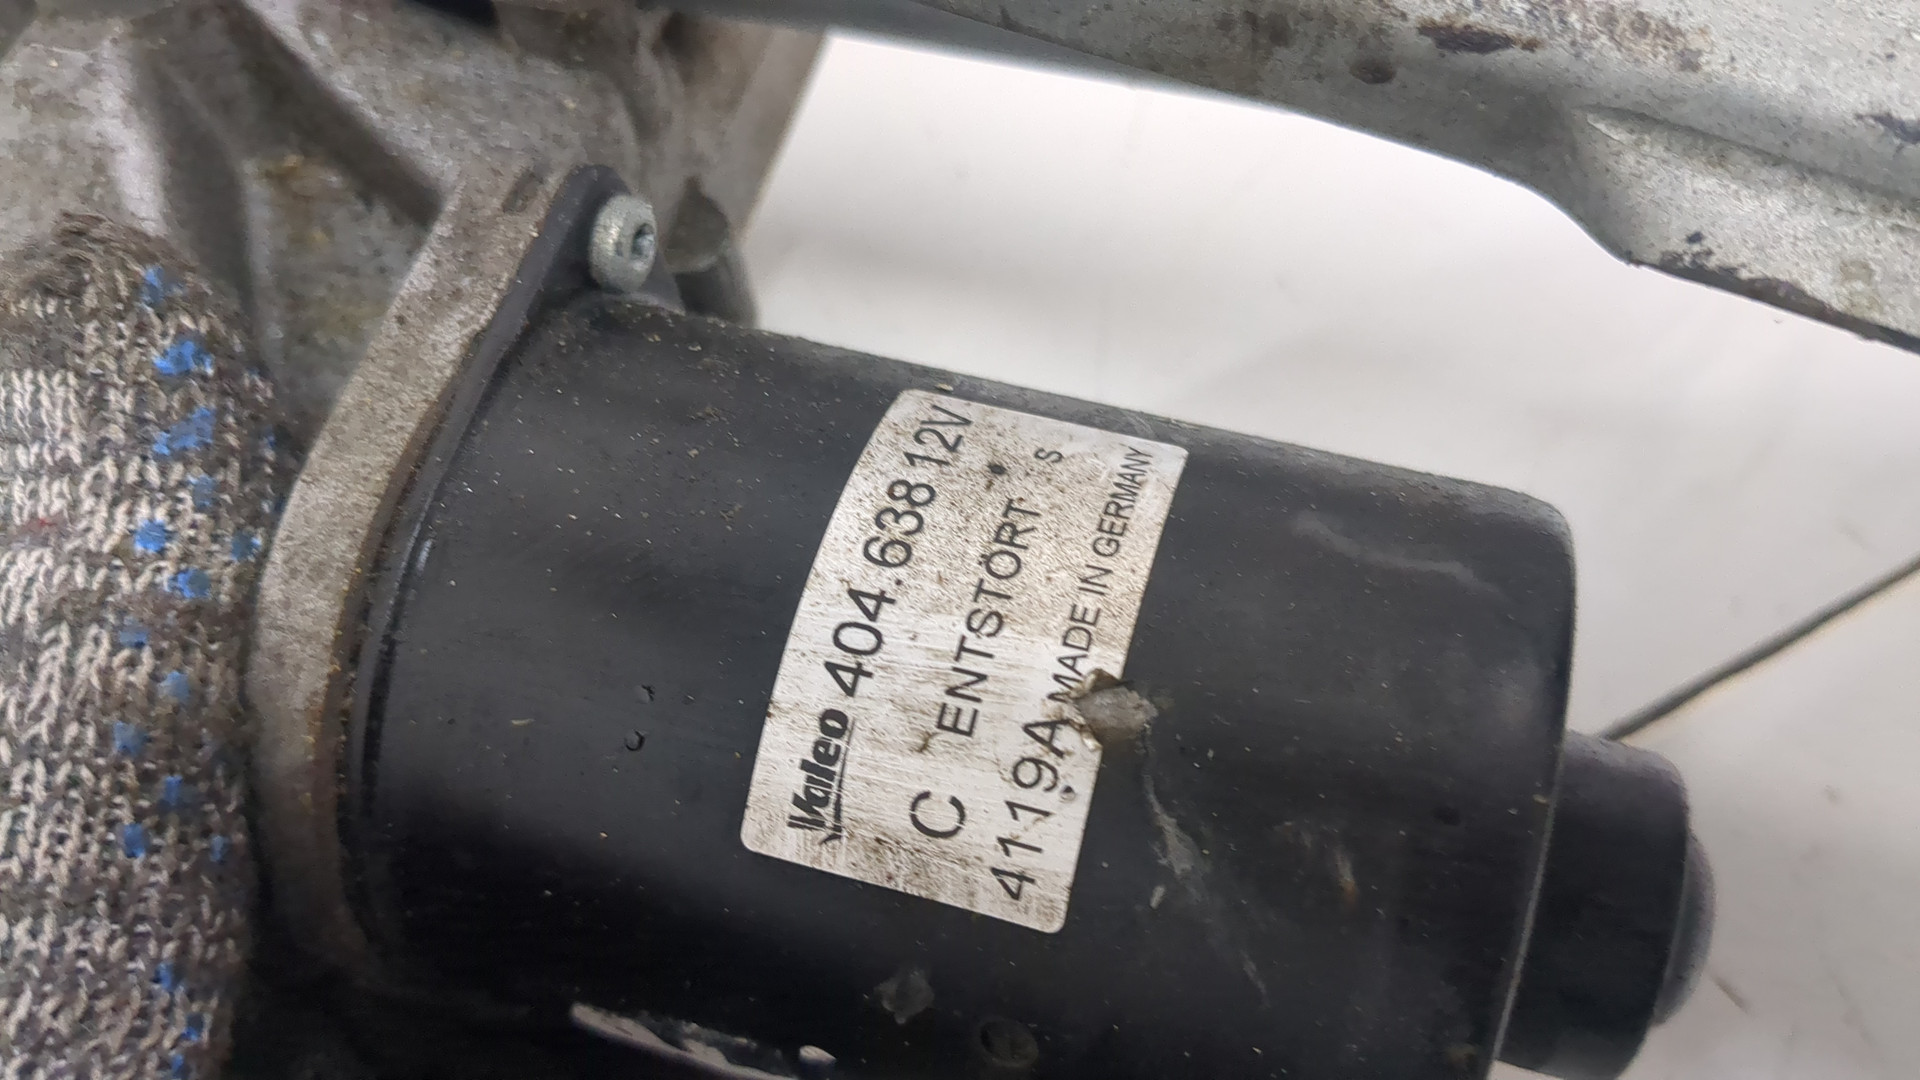 Valeo 404.638 12V
C ENTSTÖRT S
4119A MADE IN GERMANY